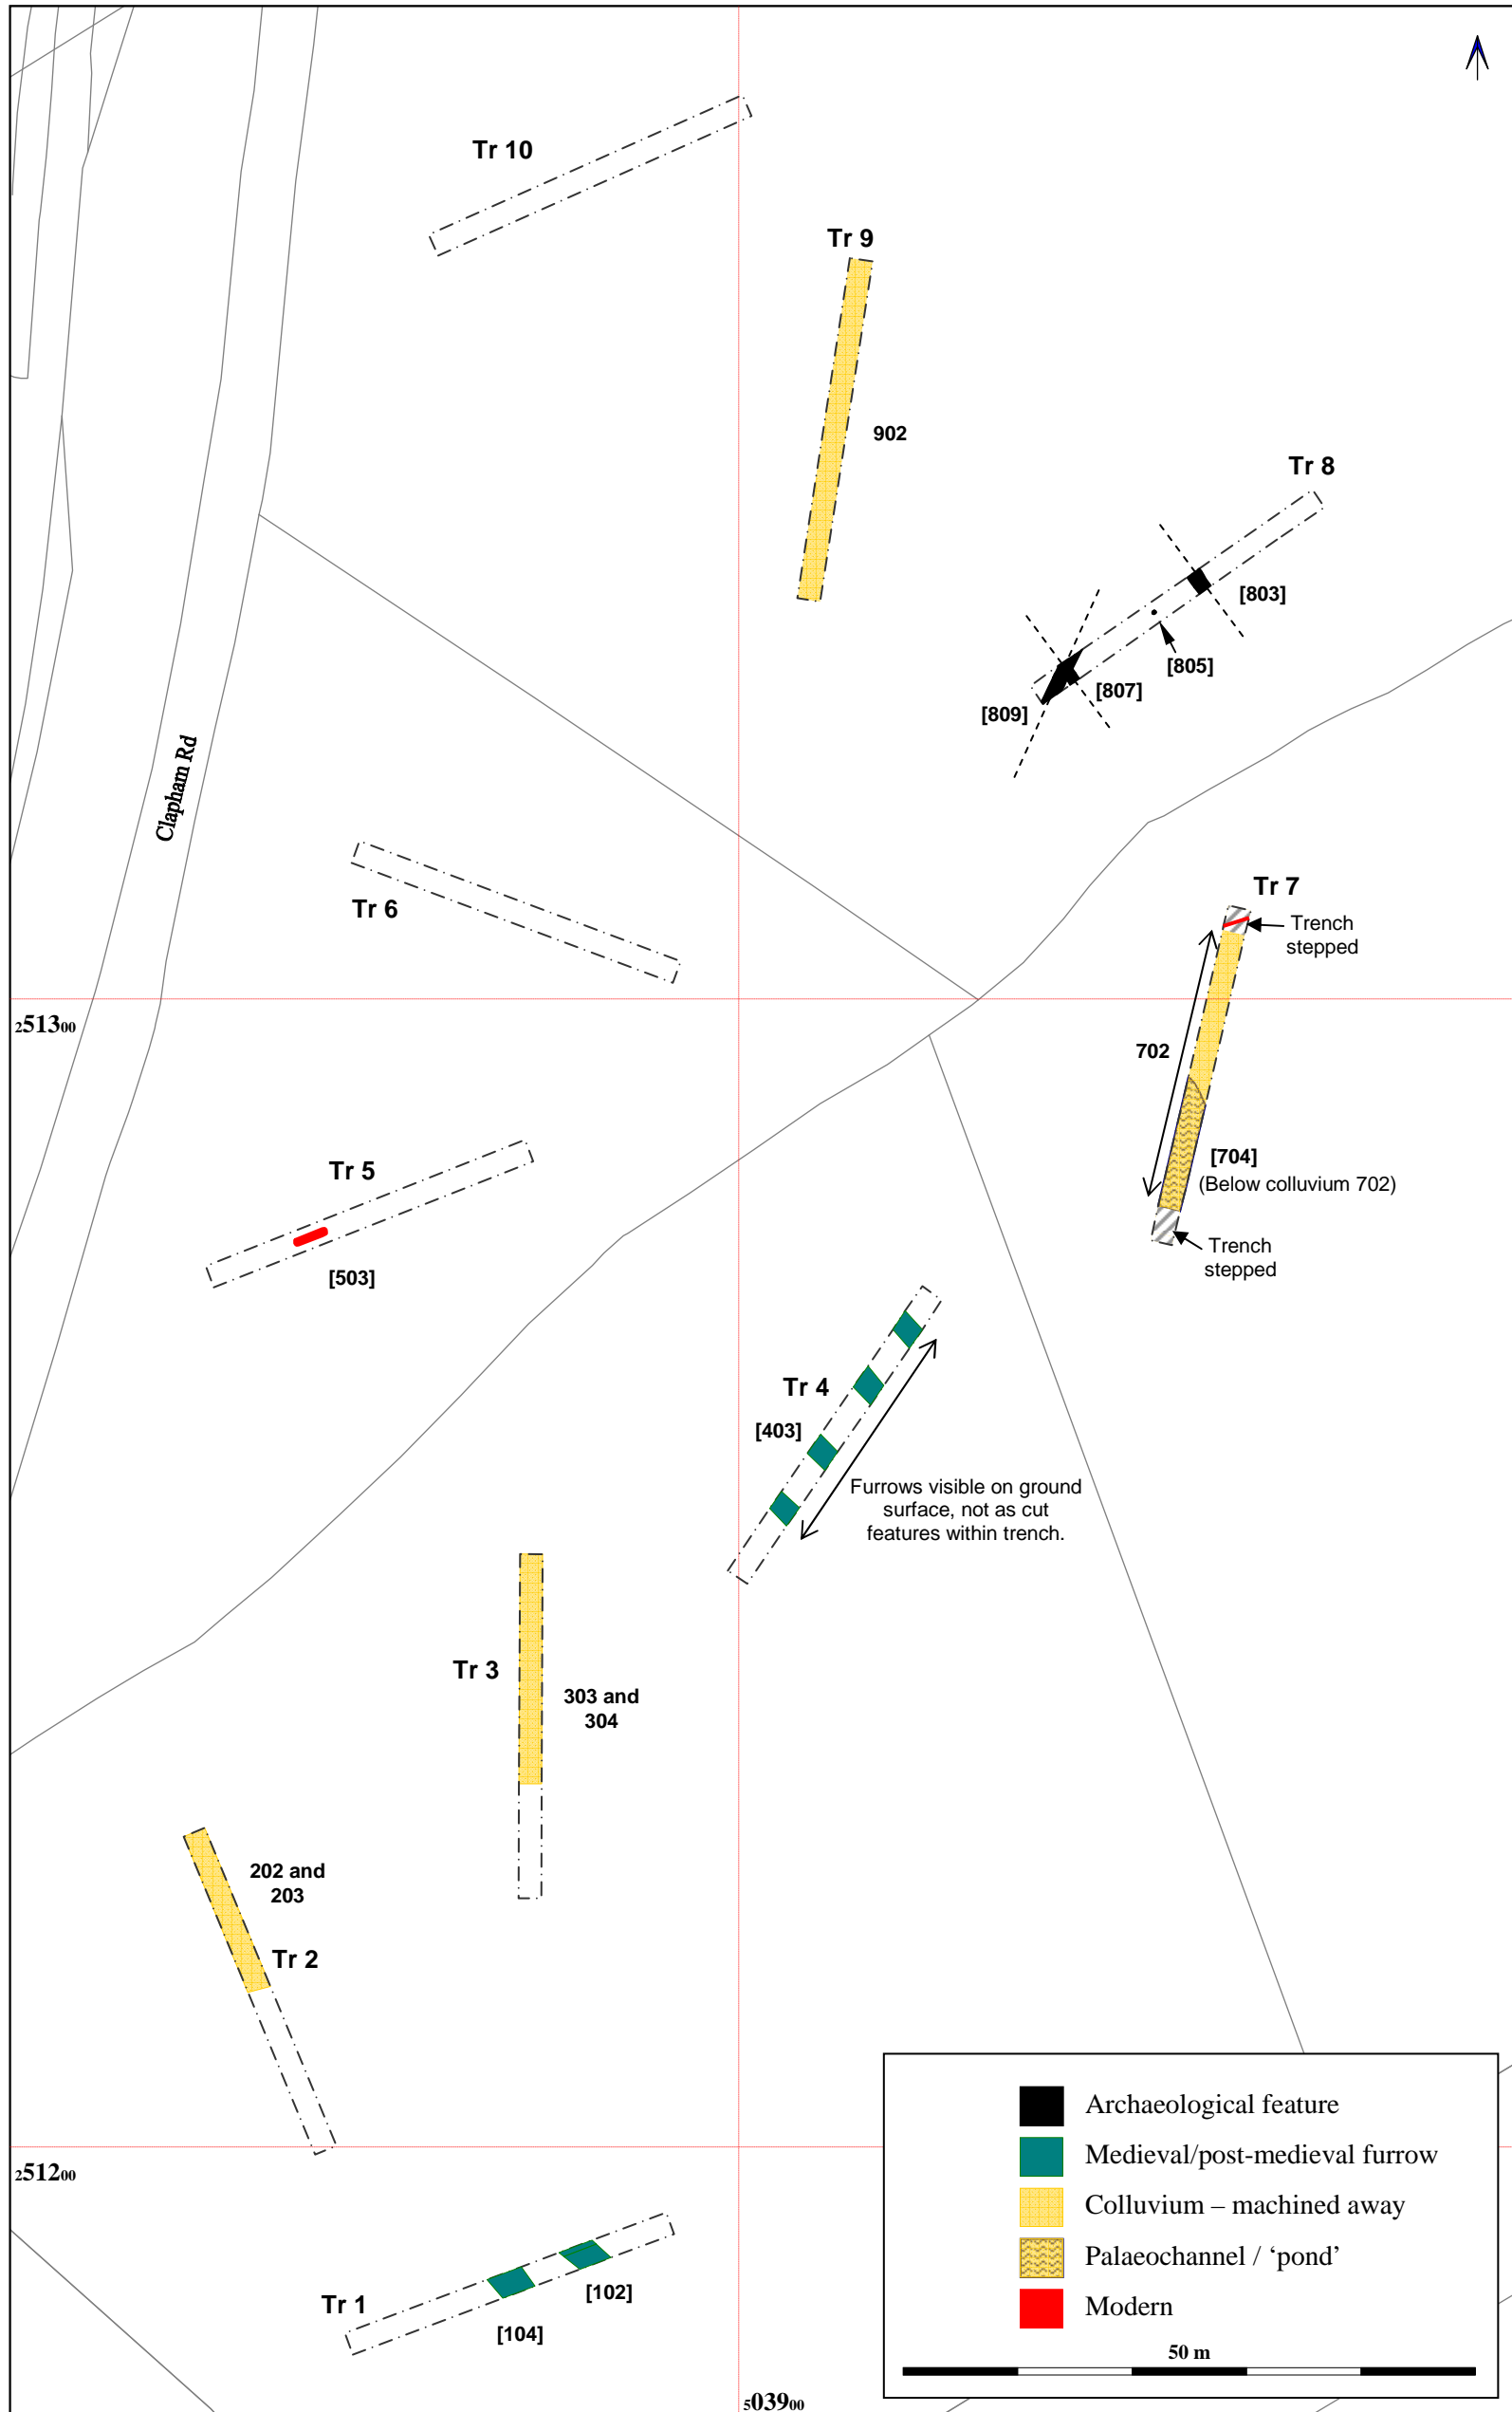 Tr 10
Tr 9
902
Tr 8
[803]
[805]
[807]
[809]
Clapham Rd
Tr 6
Tr 7
Trench
stepped
251300
702
[704]
(Below colluvium 702)
Trench
stepped
Tr 5
[503]
Tr 4
[403]
Furrows visible on ground
surface, not as cut
features within trench.
Tr 3
303 and
304
202 and
203
Tr 2
251200
Tr 1
[102]
[104]
503900
Archaeological feature
Medieval/post-medieval furrow
Colluvium – machined away
Palaeochannel / ‘pond’
Modern
50 m